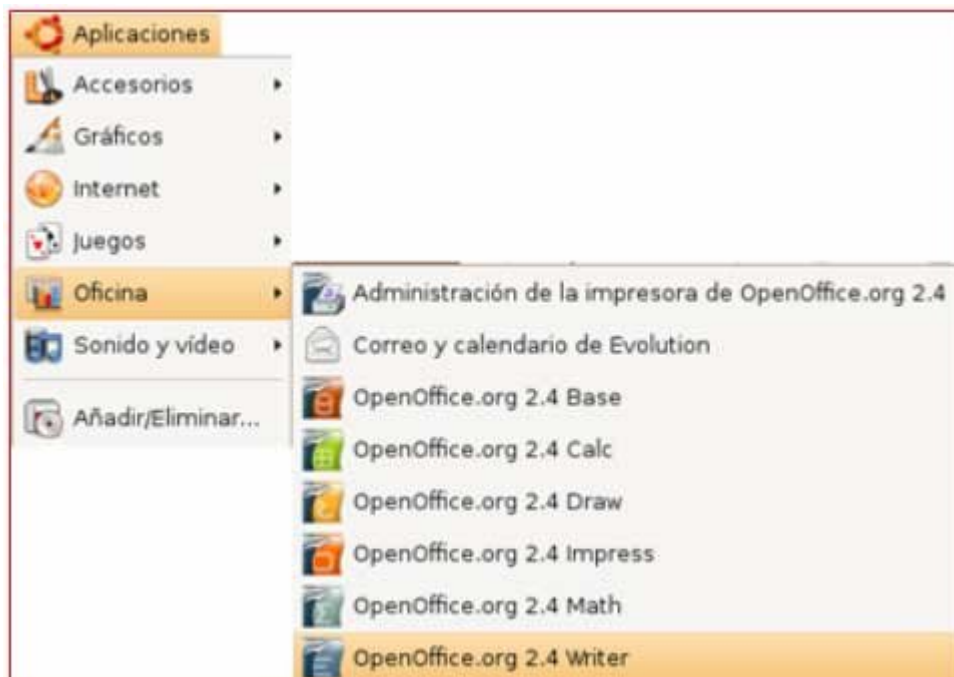 Aplicaciones
Accesorios
Gráficos
Internet
Juegos
Oficina
Sonido y vídeo
Añadir/Eliminar...
Administración de la impresora de OpenOffice.org 2.4
Correo y calendario de Evolution
OpenOffice.org 2.4 Base
OpenOffice.org 2.4 Calc
OpenOffice.org 2.4 Draw
OpenOffice.org 2.4 Impress
OpenOffice.org 2.4 Math
OpenOffice.org 2.4 Writer